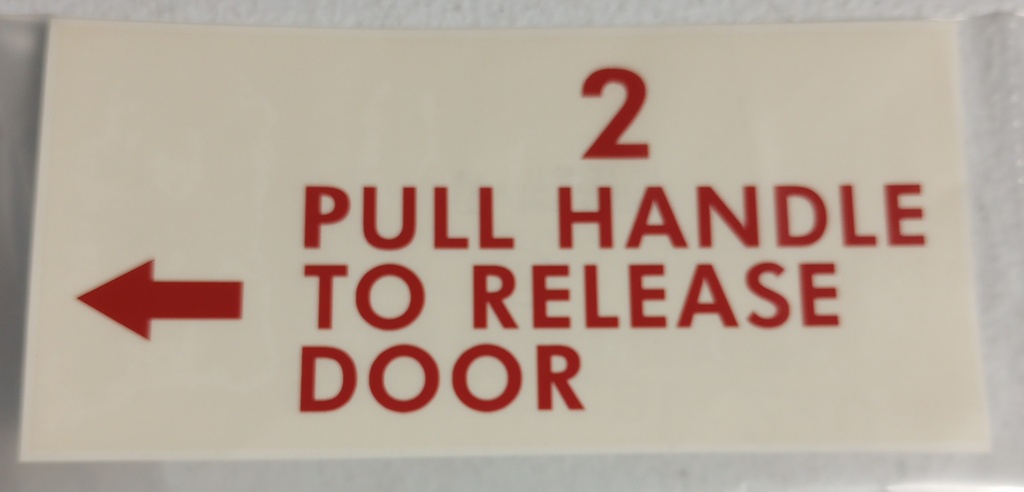 2
PULL HANDLE
TO RELEASE
DOOR